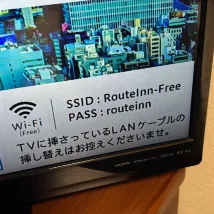 Wi-Fi
(Free)
SSID : RouteInn-Free
PASS : routeinn
TVに挿さっているLANケーブルの
挿し替えはお控えくださいませ。
HDMI